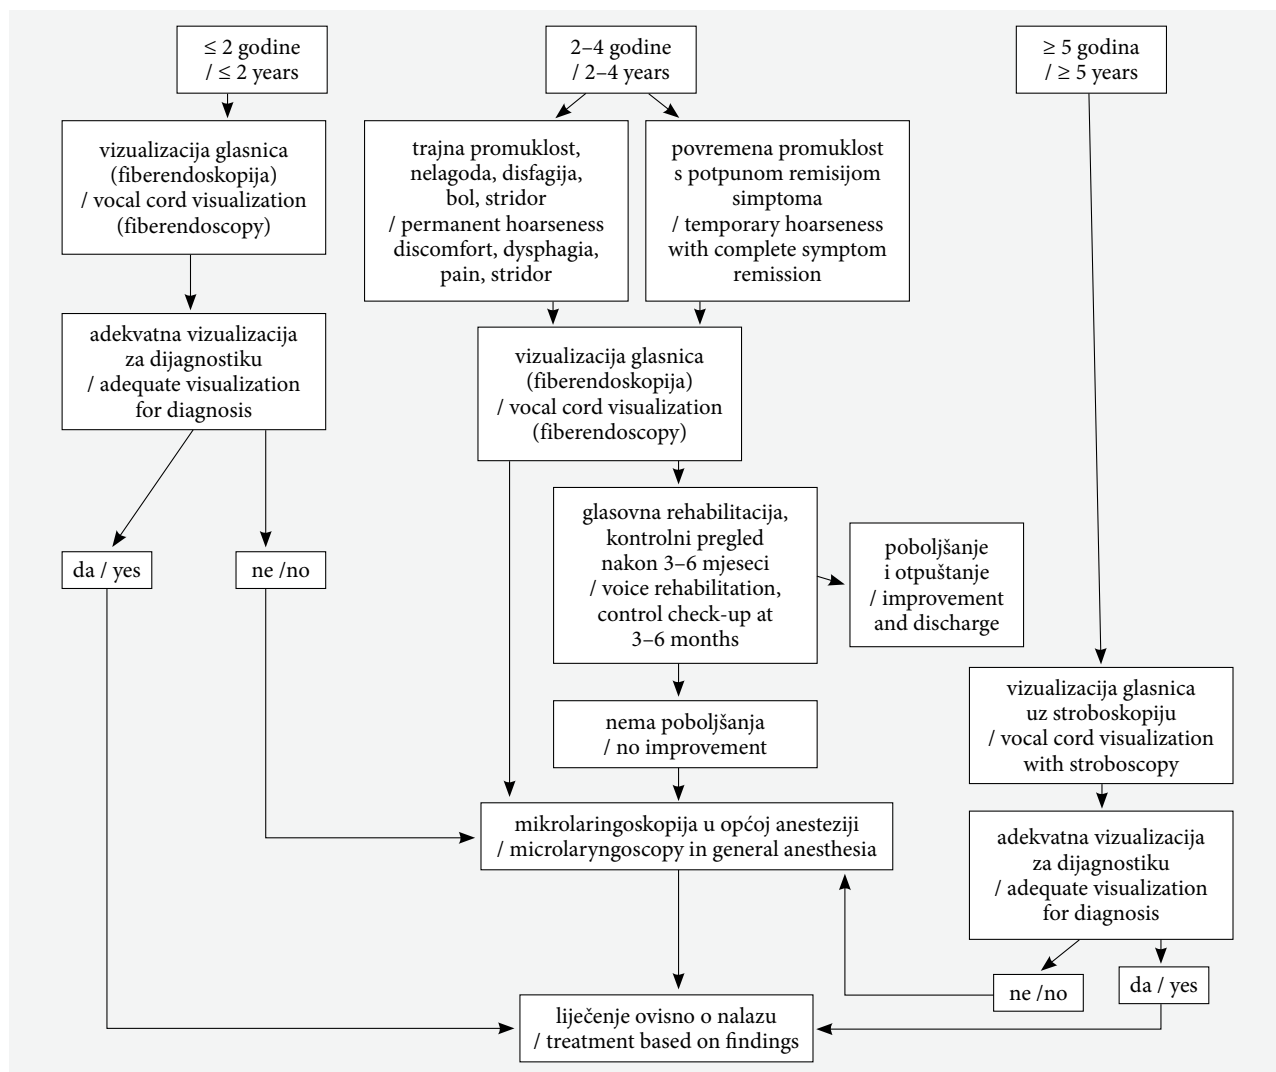 ≤ 2 godine
/ ≤ 2 years
2–4 godine
/ 2–4 years
≥ 5 godina
/ ≥ 5 years
vizualizacija glasnica
(fiberendoskopija)
/ vocal cord visualization
(fiberendoscopy)
trajna promuklost,
nelagoda, disfagija,
bol, stridor
/ permanent hoarseness
discomfort, dysphagia,
pain, stridor
povremena promuklost
s potpunom remisijom
simptoma
/ temporary hoarseness
with complete symptom
remission
adekvatna vizualizacija
za dijagnostiku
/ adequate visualization
for diagnosis
vizualizacija glasnica
(fiberendoskopija)
/ vocal cord visualization
(fiberendoscopy)
da / yes
ne /no
glasovna rehabilitacija,
kontrolni pregled
nakon 3–6 mjeseci
/ voice rehabilitation,
control check-up at
3–6 months
poboljšanje
i otpuštanje
/ improvement
and discharge
nema poboljšanja
/ no improvement
vizualizacija glasnica
uz stroboskopiju
/ vocal cord visualization
with stroboscopy
mikrolaringoskopija u općoj anesteziji
/ microlaryngoscopy in general anesthesia
adekvatna vizualizacija
za dijagnostiku
/ adequate visualization
for diagnosis
ne /no
da / yes
liječenje ovisno o nalazu
/ treatment based on findings